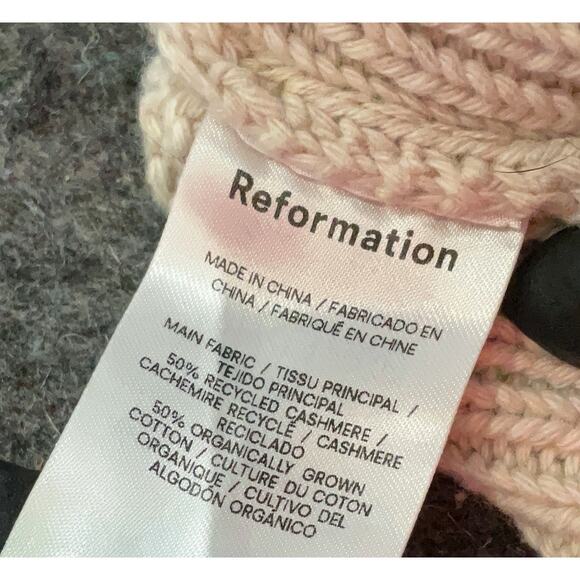 Reformation
MADE IN CHINA / FABRICADO EN
CHINA / FABRIQUÉ EN CHINE
MAIN FABRIC / TISSU PRINCIPAL /
TEJIDO PRINCIPAL
50% RECYCLED CASHMERE /
CACHEMIRE RECYCLÉ / CASHMERE
RECICLADO
50% ORGANICALLY GROWN
COTTON / CULTURE DU COTON
ORGANIQUE / CULTIVO DEL
ALGODÓN ORGÁNICO